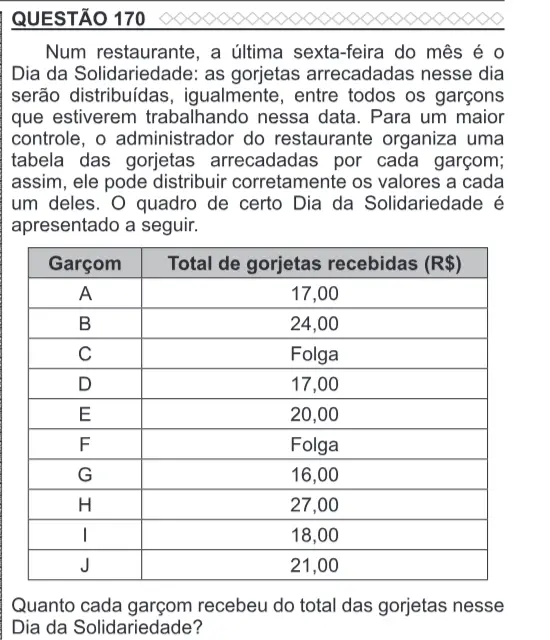 QUESTÃO 170
Num restaurante, a última sexta-feira do mês é o
Dia da Solidariedade: as gorjetas arrecadadas nesse dia
serão distribuídas, igualmente, entre todos os garçons
que estiverem trabalhando nessa data. Para um maior
controle, o administrador do restaurante organiza uma
tabela das gorjetas arrecadadas por cada garçom;
assim, ele pode distribuir corretamente os valores a cada
um deles. O quadro de certo Dia da Solidariedade é
apresentado a seguir.
Garçom Total de gorjetas recebidas (R$)
A 17,00
B 24,00
C Folga
D 17,00
E 20,00
F Folga
G 16,00
H 27,00
I 18,00
J 21,00
Quanto cada garçom recebeu do total das gorjetas nesse
Dia da Solidariedade?